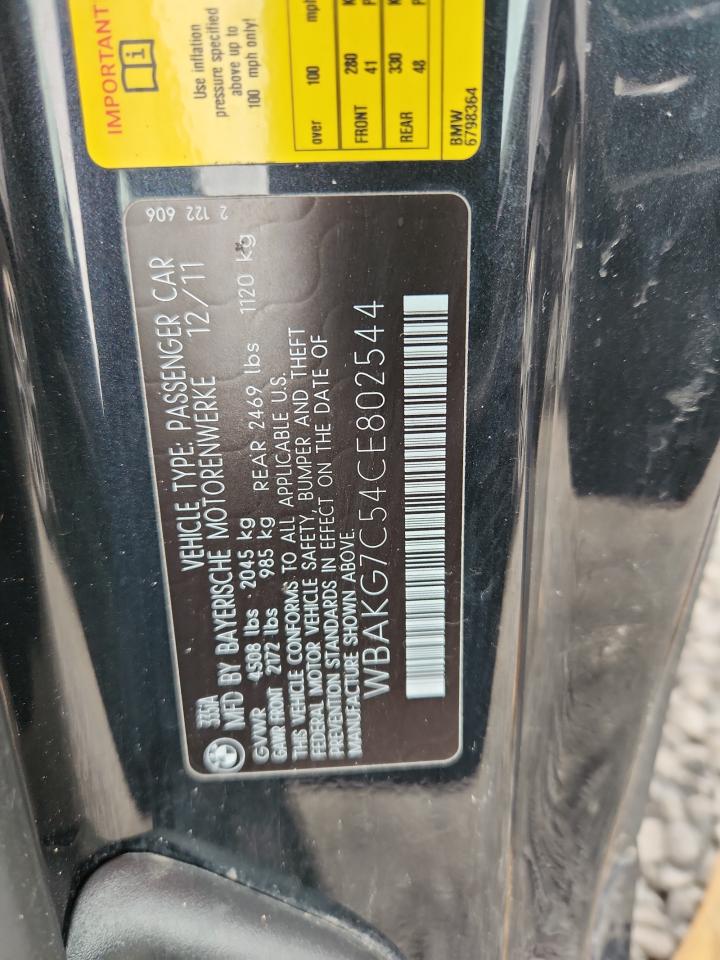 335A
VEHICLE TYPE: PASSENGER CAR
MFD BY BAYERISCHE MOTORENWERKE 12/11
GVWR 4508 lbs 2045 kg
GAWR FRONT 2172 lbs 985 kg REAR 2469 lbs 1120 kg
THIS VEHICLE CONFORMS TO ALL APPLICABLE U.S.
FEDERAL MOTOR VEHICLE SAFETY, BUMPER AND THEFT
PREVENTION STANDARDS IN EFFECT ON THE DATE OF
MANUFACTURE SHOWN ABOVE.
WBAKG7C54CE802544
2 122 606
IMPORTANT
i
Use inflation
pressure specified
above up to
100 mph only!
over 100 mph
FRONT 280 K
41 P
REAR 330 K
48 P
BMW
6798364